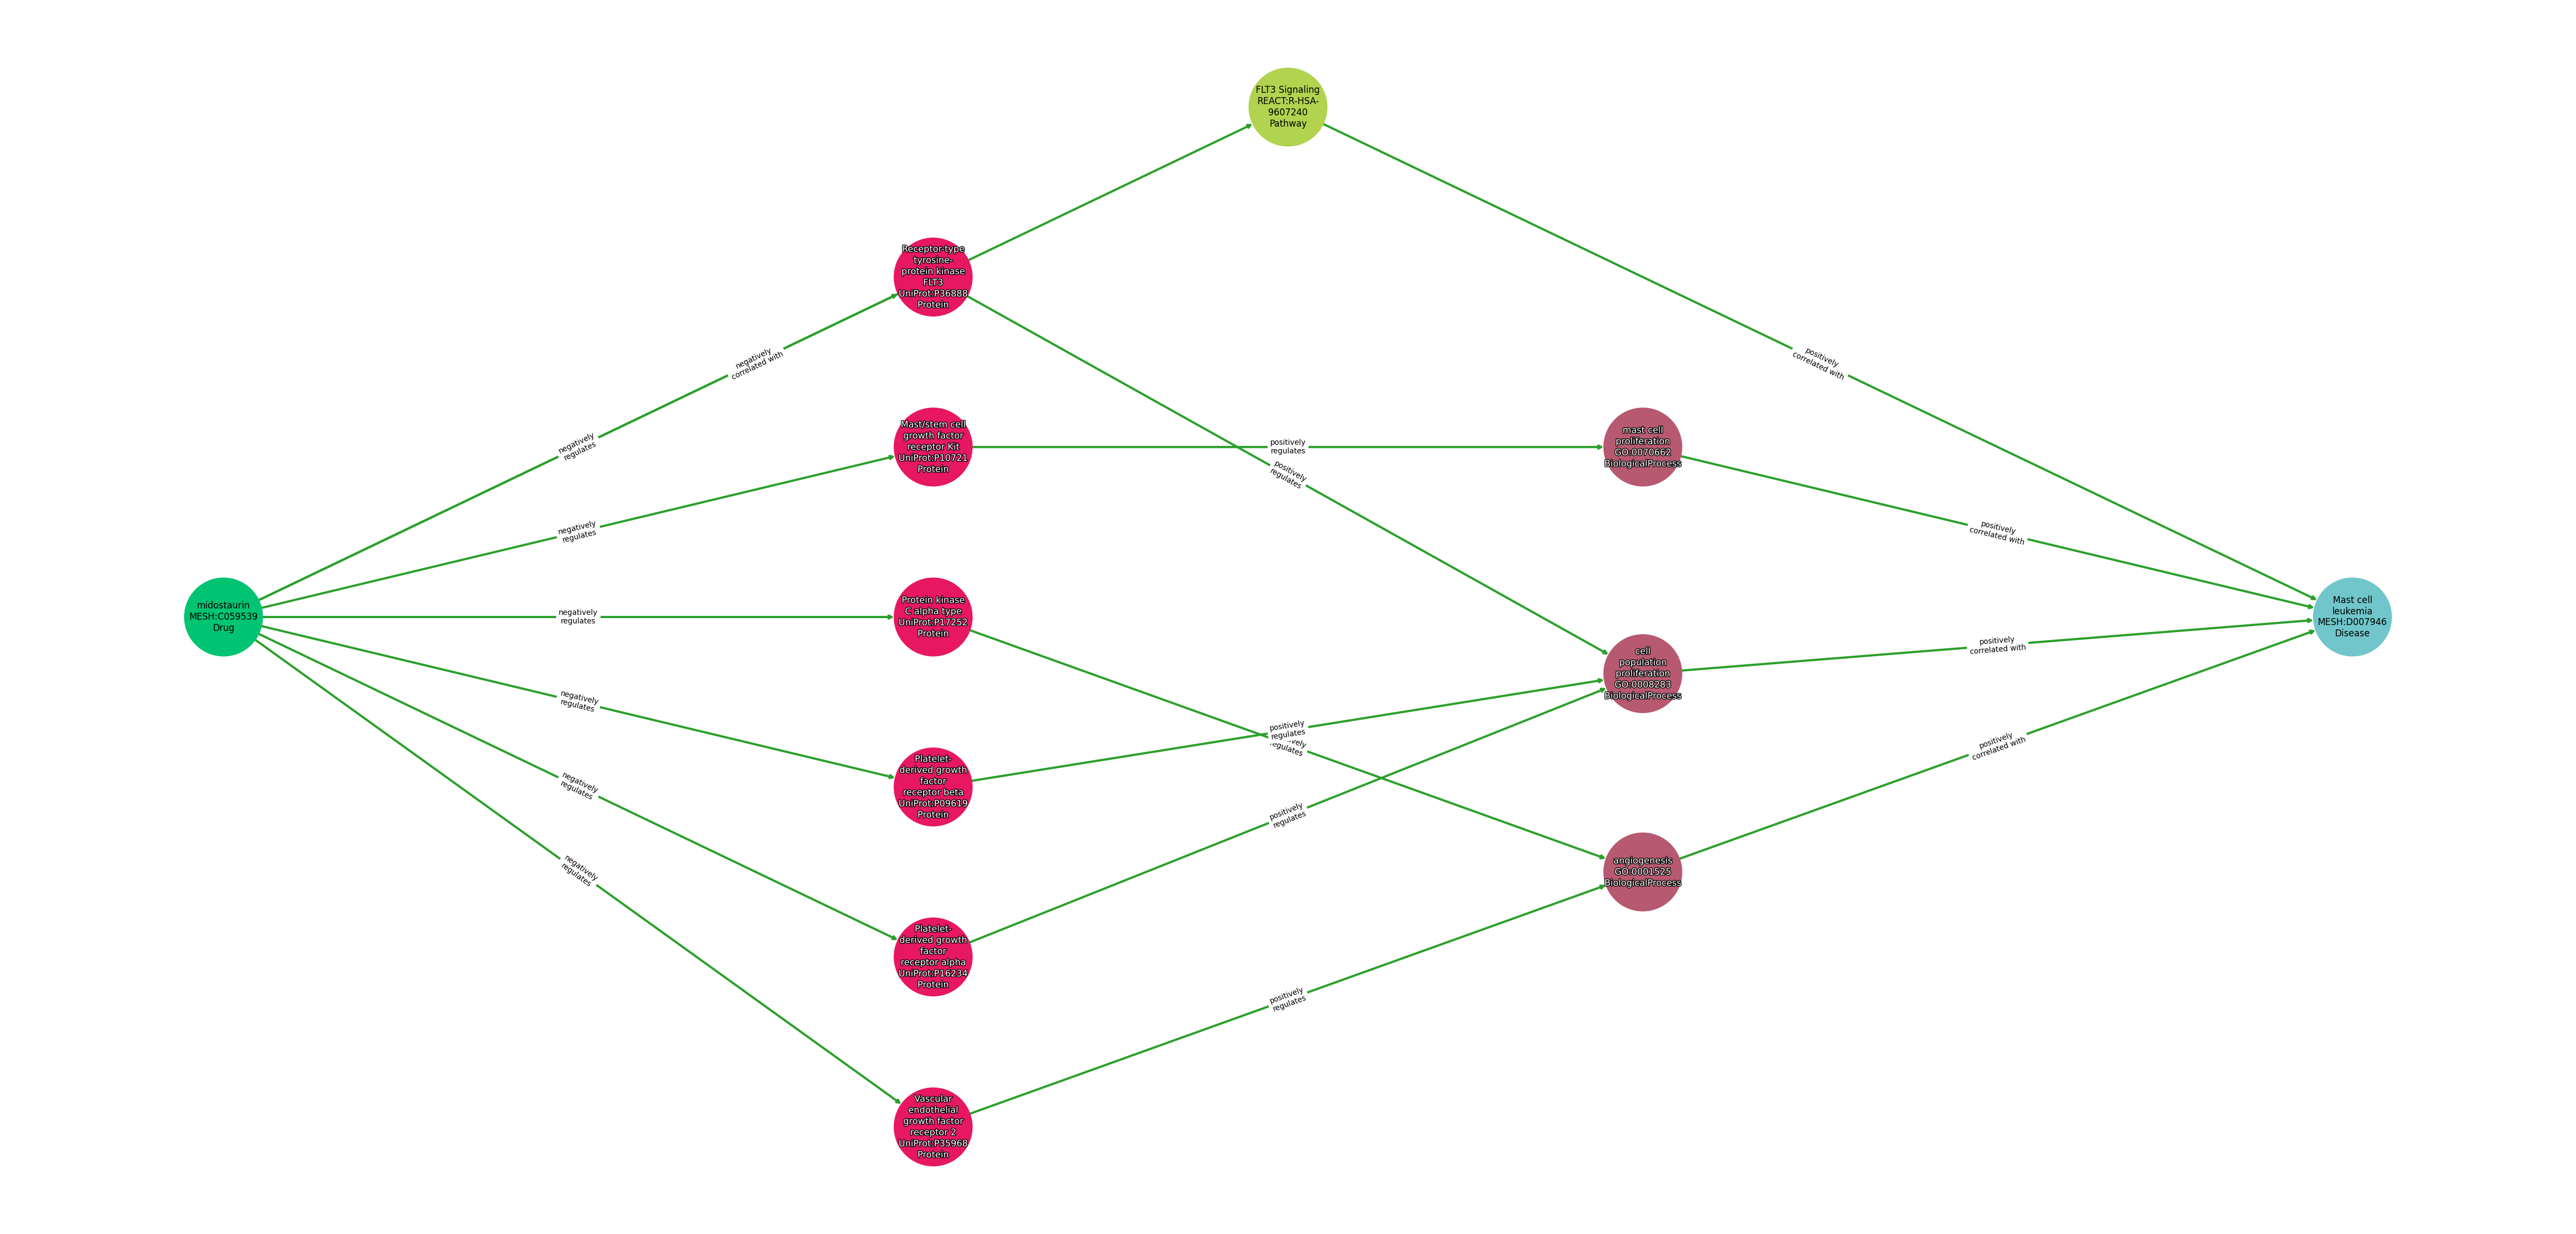 FLT3 Signaling
REACT:R-HSA-
9607240
Pathway
Receptor-type
tyrosine-
protein kinase
FLT3
UniProt:P36888
Protein
negatively
correlated with
positively
correlated with
negatively
regulates
Mast/stem cell
growth factor
receptor Kit
UniProt:P10721
Protein
positively
regulates
positively
regulates
mast cell
proliferation
GO:0070662
BiologicalProcess
negatively
regulates
positively
correlated with
midostaurin
MESH:C059539
Drug
negatively
regulates
Protein kinase
C alpha type
UniProt:P17252
Protein
Mast cell
leukemia
MESH:D007946
Disease
cell
population
proliferation
GO:0008283
BiologicalProcess
positively
correlated with
negatively
regulates
positively
regulates
regulates
positively
correlated with
Platelet-
derived growth
factor
receptor beta
UniProt:P09619
Protein
negatively
regulates
positively
regulates
negatively
regulates
angiogenesis
GO:0001525
BiologicalProcess
Platelet-
derived growth
factor
receptor alpha
UniProt:P16234
Protein
positively
regulates
Vascular
endothelial
growth factor
receptor 2
UniProt:P35968
Protein